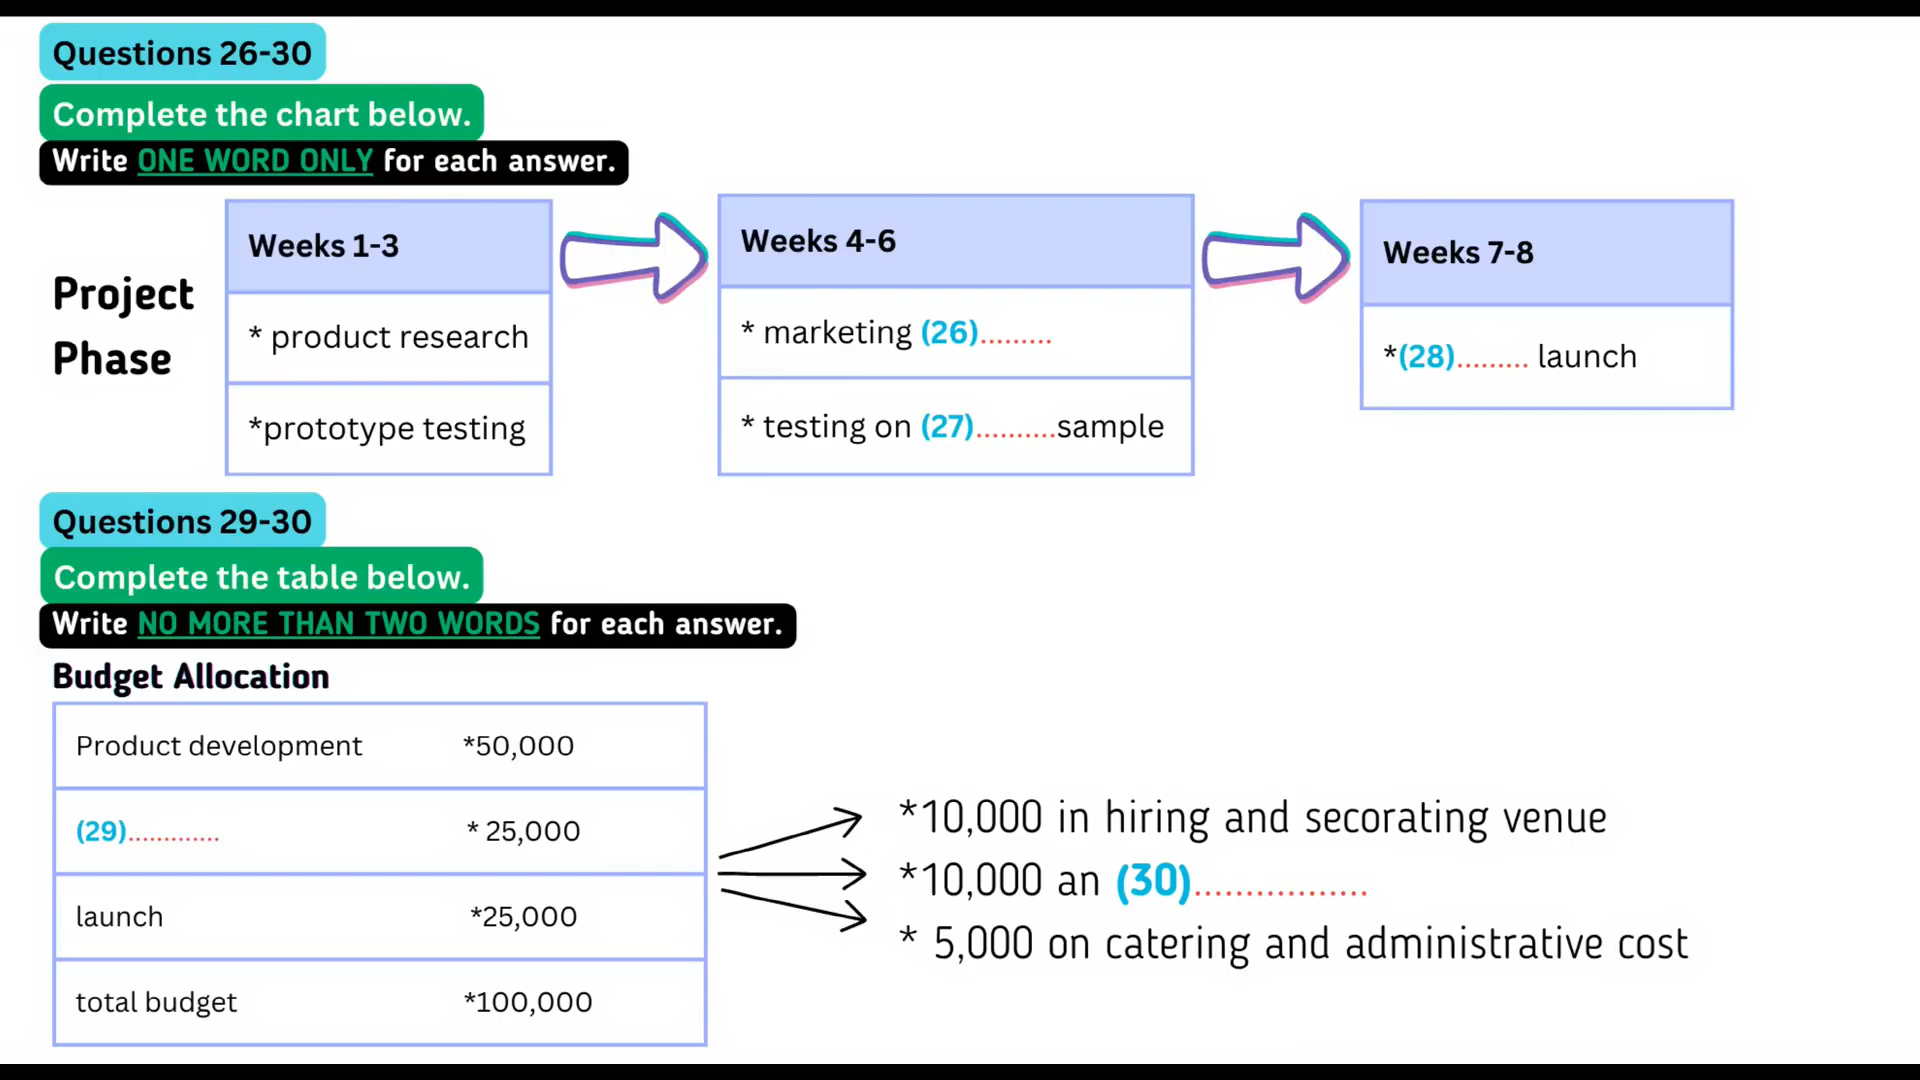 Questions 26-30
Complete the chart below.
Write ONE WORD ONLY for each answer.
Project
Phase
Weeks 1-3
* product research
*prototype testing
Weeks 4-6
* marketing (26).........
* testing on (27)..........sample
Weeks 7-8
*(28)......... launch
Questions 29-30
Complete the table below.
Write NO MORE THAN TWO WORDS for each answer.
Budget Allocation
Product development *50,000
(29)............. * 25,000
launch *25,000
total budget *100,000
*10,000 in hiring and secorating venue
*10,000 an (30)..................
* 5,000 on catering and administrative cost